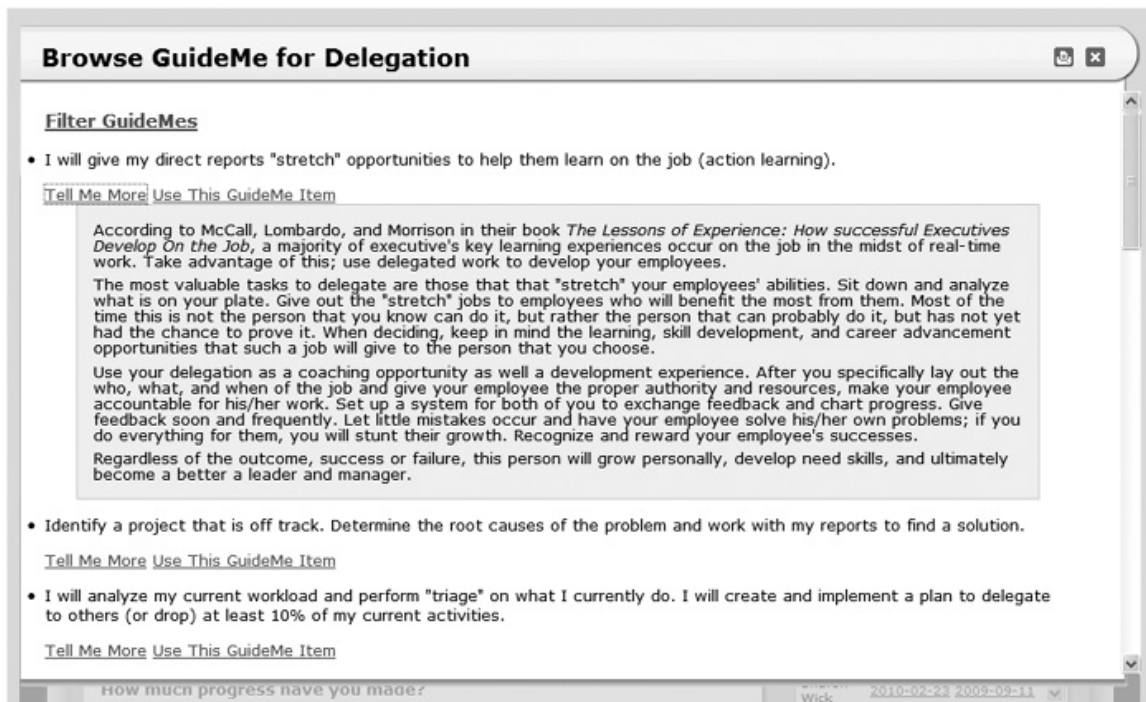 Browse GuideMe for Delegation
Filter GuideMes
• I will give my direct reports "stretch" opportunities to help them learn on the job (action learning).
Tell Me More Use This GuideMe Item
According to McCall, Lombardo, and Morrison in their book The Lessons of Experience: How successful Executives
Develop On the Job, a majority of executive's key learning experiences occur on the job in the midst of real-time
work. Take advantage of this; use delegated work to develop your employees.
The most valuable tasks to delegate are those that that "stretch" your employees' abilities. Sit down and analyze
what is on your plate. Give out the "stretch" jobs to employees who will benefit the most from them. Most of the
time this is not the person that you know can do it, but rather the person that can probably do it, but has not yet
had the chance to prove it. When deciding, keep in mind the learning, skill development, and career advancement
opportunities that such a job will give to the person that you choose.
Use your delegation as a coaching opportunity as well a development experience. After you specifically lay out the
who, what, and when of the job and give your employee the proper authority and resources, make your employee
accountable for his/her work. Set up a system for both of you to exchange feedback and chart progress. Give
feedback soon and frequently. Let little mistakes occur and have your employee solve his/her own problems; if you
do everything for them, you will stunt their growth. Recognize and reward your employee's successes.
Regardless of the outcome, success or failure, this person will grow personally, develop need skills, and ultimately
become a better a leader and manager.
• Identify a project that is off track. Determine the root causes of the problem and work with my reports to find a solution.
Tell Me More Use This GuideMe Item
• I will analyze my current workload and perform "triage" on what I currently do. I will create and implement a plan to delegate
to others (or drop) at least 10% of my current activities.
Tell Me More Use This GuideMe Item
How much progress have you made?
Wick 2010-02-23 2009-09-11